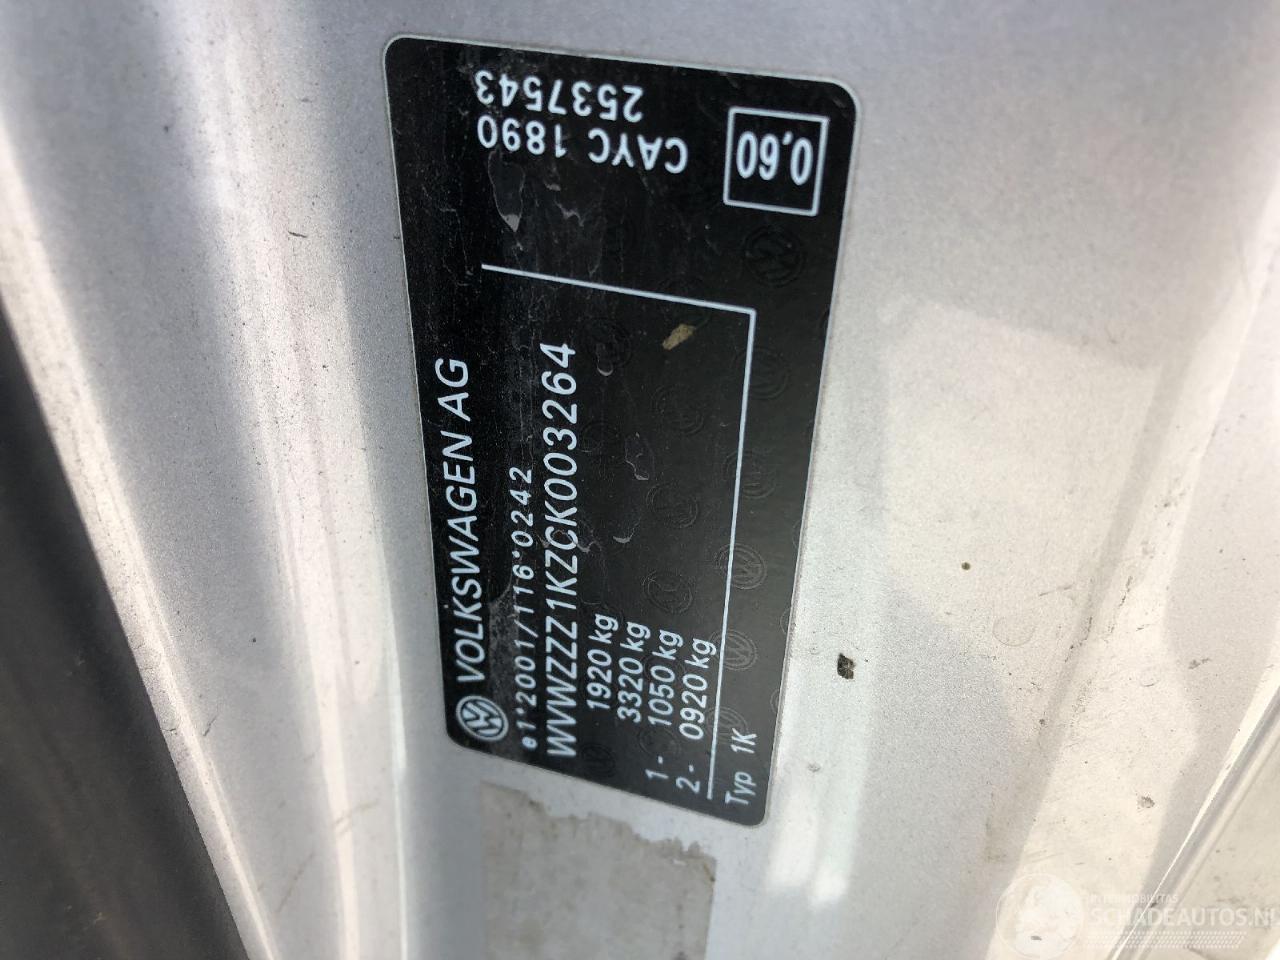 VOLKSWAGEN AG
e1*2001/116*0242
WVWZZZ1KZCK003264
1920 kg
3320 kg
1- 1050 kg
2- 0920 kg
Typ 1K
2537543
CAYC 1890
0,60
INTERMOBILITAS
SCHADEAUTOS.NL